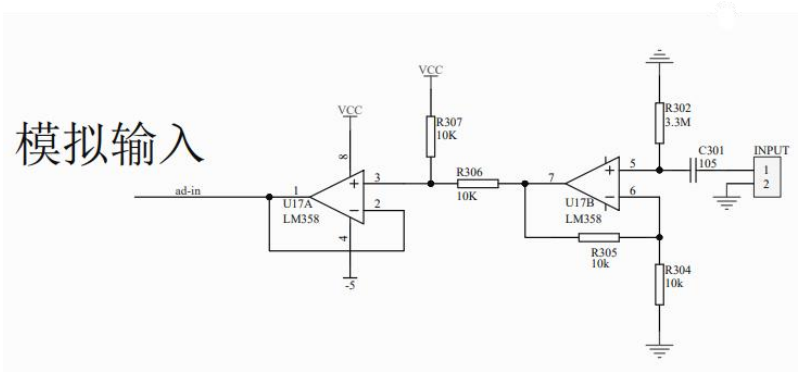 模拟输入
VCC
VCC
R307
10K
R302
3.3M
C301
105
INPUT
1
2
8
3
R306
10K
7
5
6
ad-in
1
U17A
LM358
2
U17B
LM358
4
-5
R305
10k
R304
10k